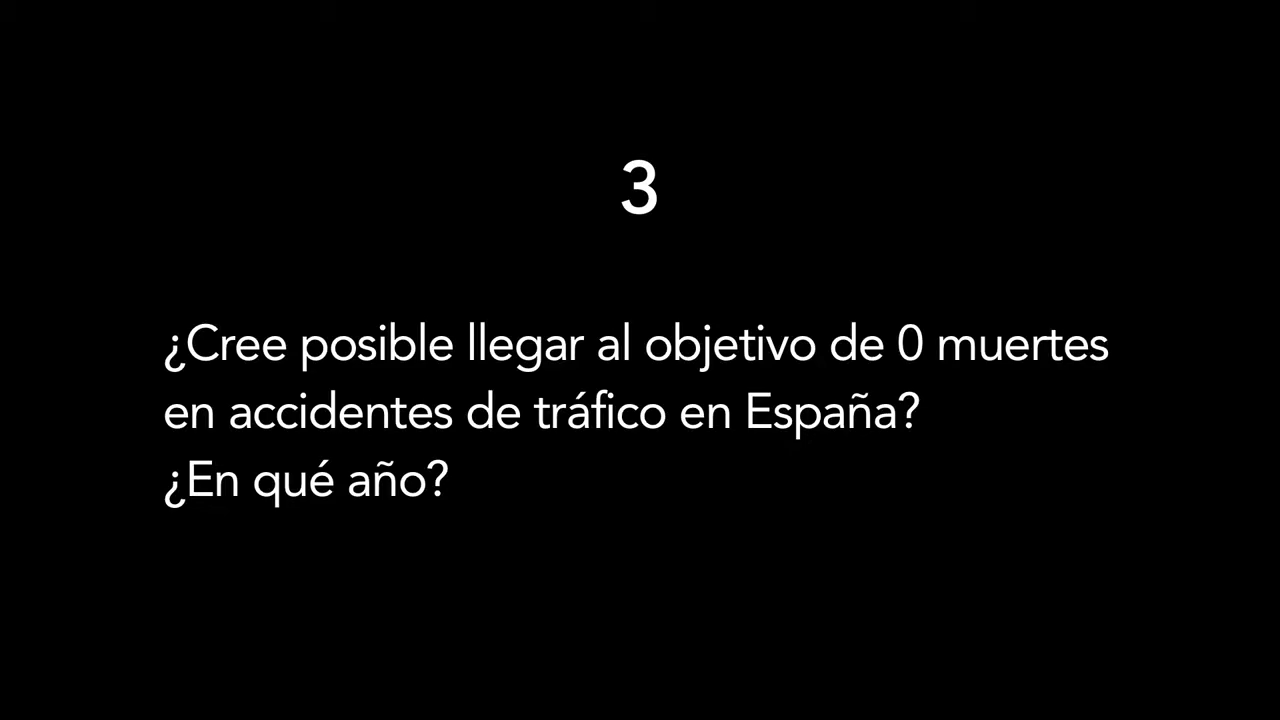 3
¿Cree posible llegar al objetivo de 0 muertes
en accidentes de tráfico en España?
¿En qué año?